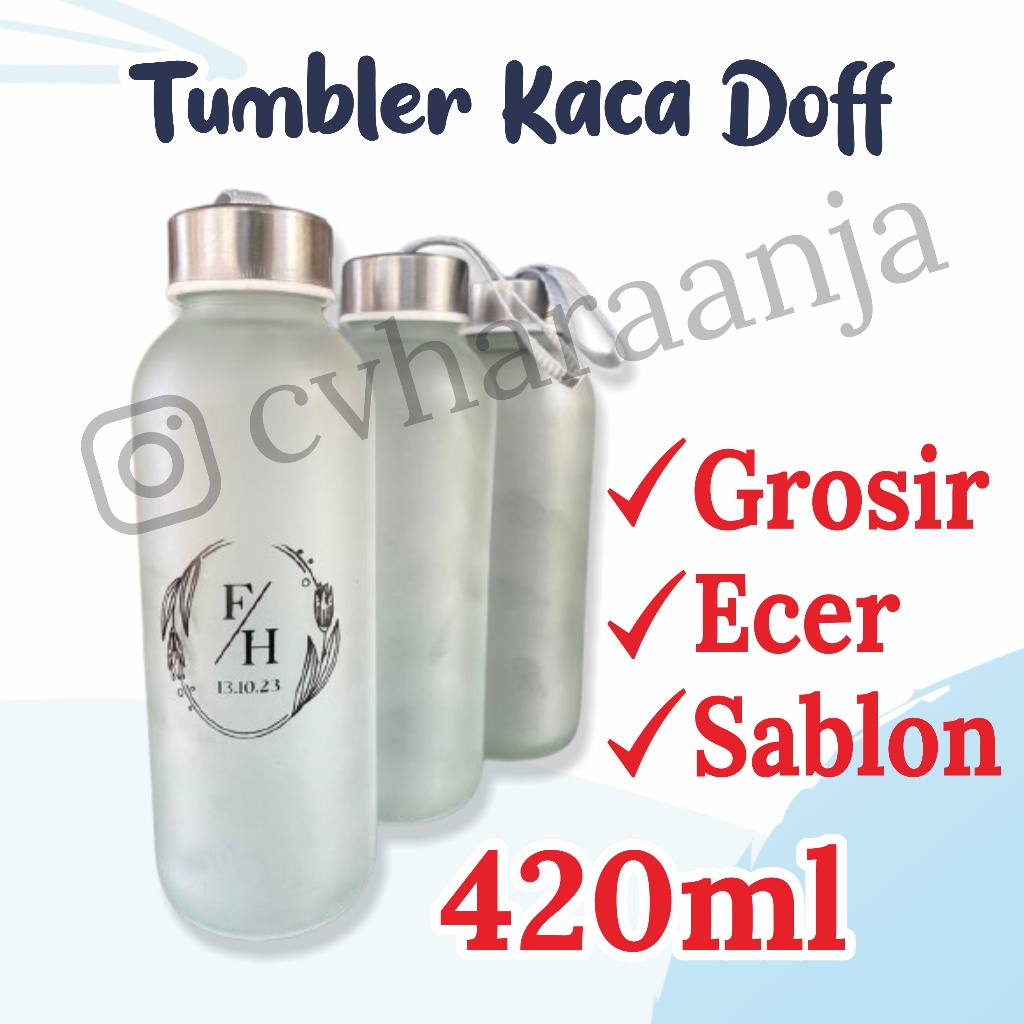 Tumbler Kaca Doff
cvharaanja
F/H
13.10.23
✓Grosir
✓Ecer
✓Sablon
420ml